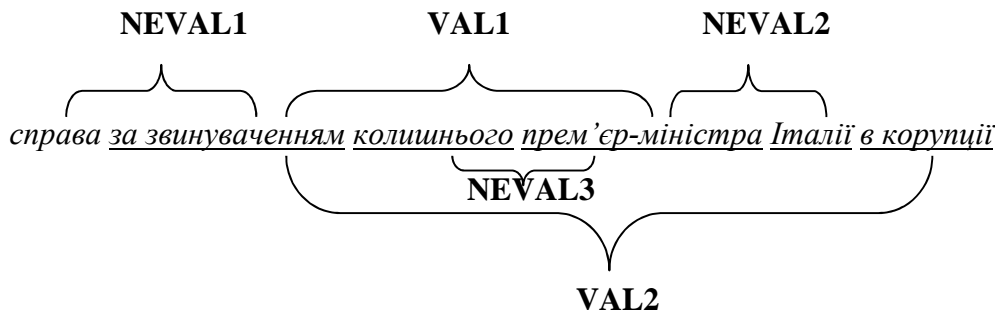 NEVAL1 VAL1 NEVAL2
справа за звинуваченням колишнього прем’єр-міністра Італії в корупції
NEVAL3
VAL2